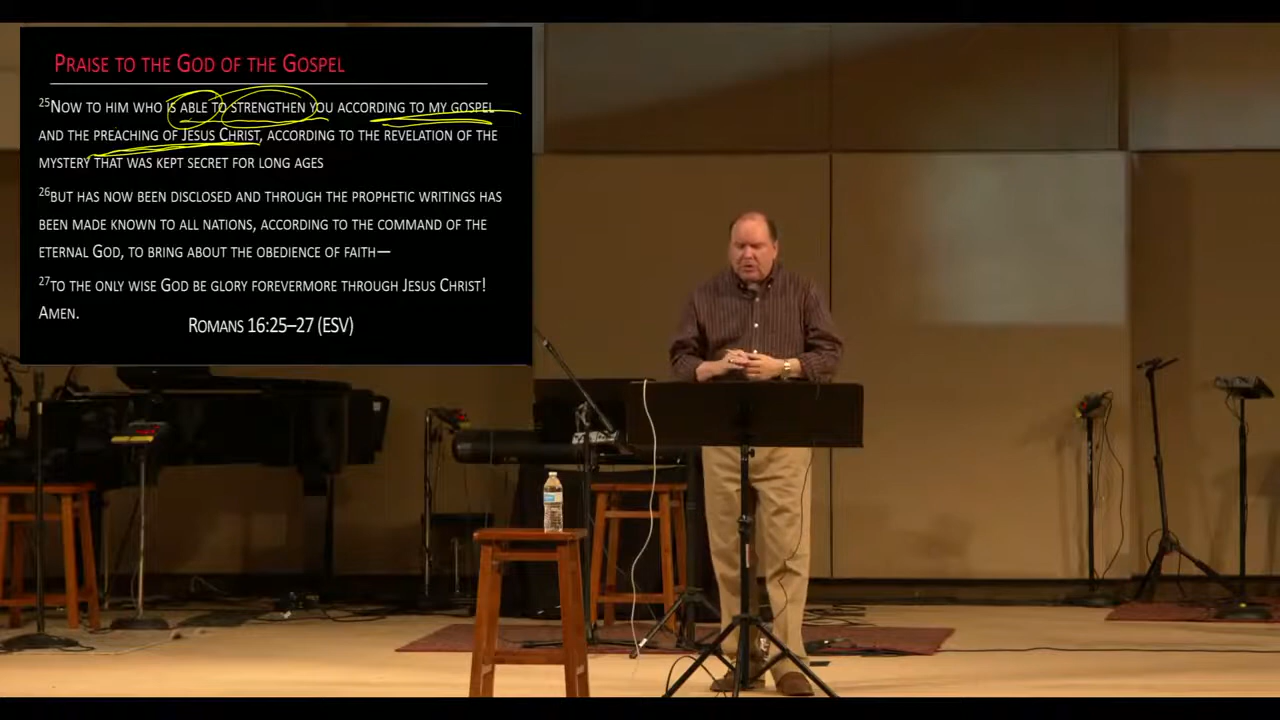 Praise to the God of the Gospel
25Now to him who is able to strengthen you according to my gospel
and the preaching of Jesus Christ, according to the revelation of the
mystery that was kept secret for long ages
26but has now been disclosed and through the prophetic writings has
been made known to all nations, according to the command of the
eternal God, to bring about the obedience of faith—
27to the only wise God be glory forevermore through Jesus Christ!
Amen.
Romans 16:25–27 (ESV)